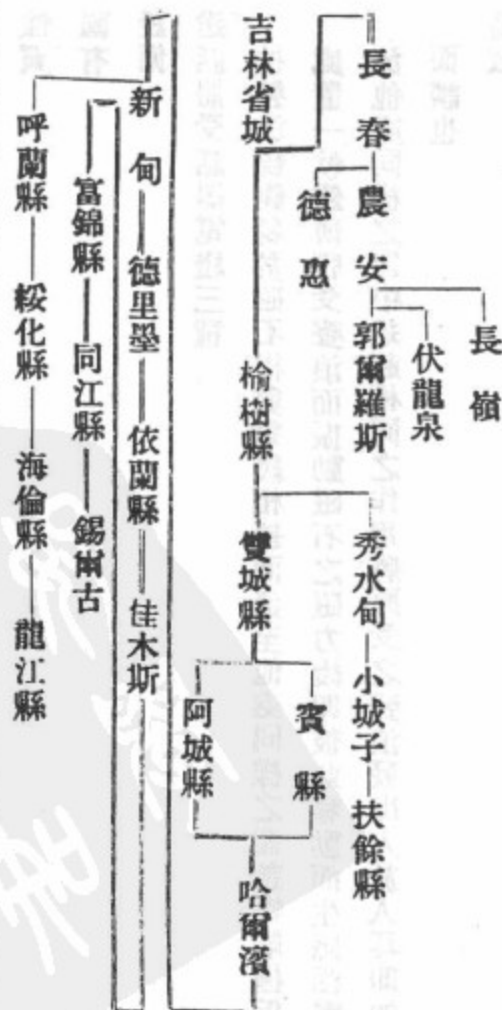 長嶺
伏龍泉
長春 農安 郭爾羅斯
德惠
秀水甸 小城子 扶餘縣
吉林省城 榆樹縣 雙城縣
賓縣
阿城縣
哈爾濱
新甸 德里墨 依蘭縣 佳木斯
富錦縣 同江縣 錫爾古
呼蘭縣 綏化縣 海倫縣 龍江縣